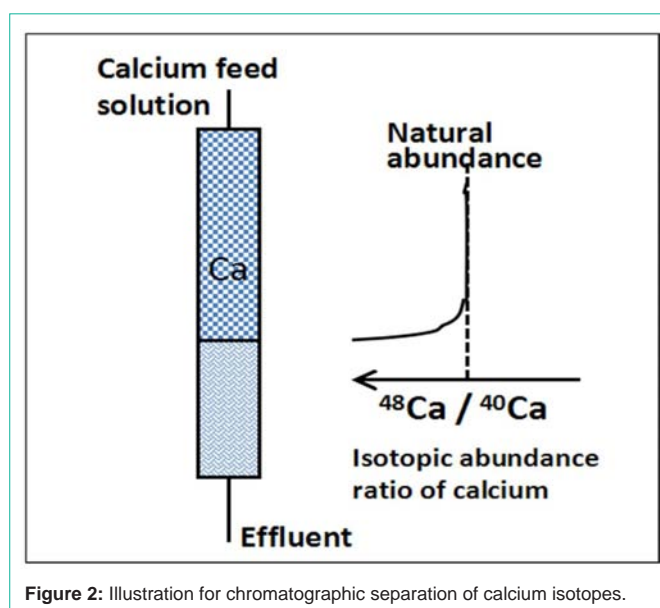 Calcium feed
solution
Natural
abundance
Ca
⁴⁸Ca / ⁴⁰Ca
Isotopic abundance
ratio of calcium
Effluent
Figure 2: Illustration for chromatographic separation of calcium isotopes.